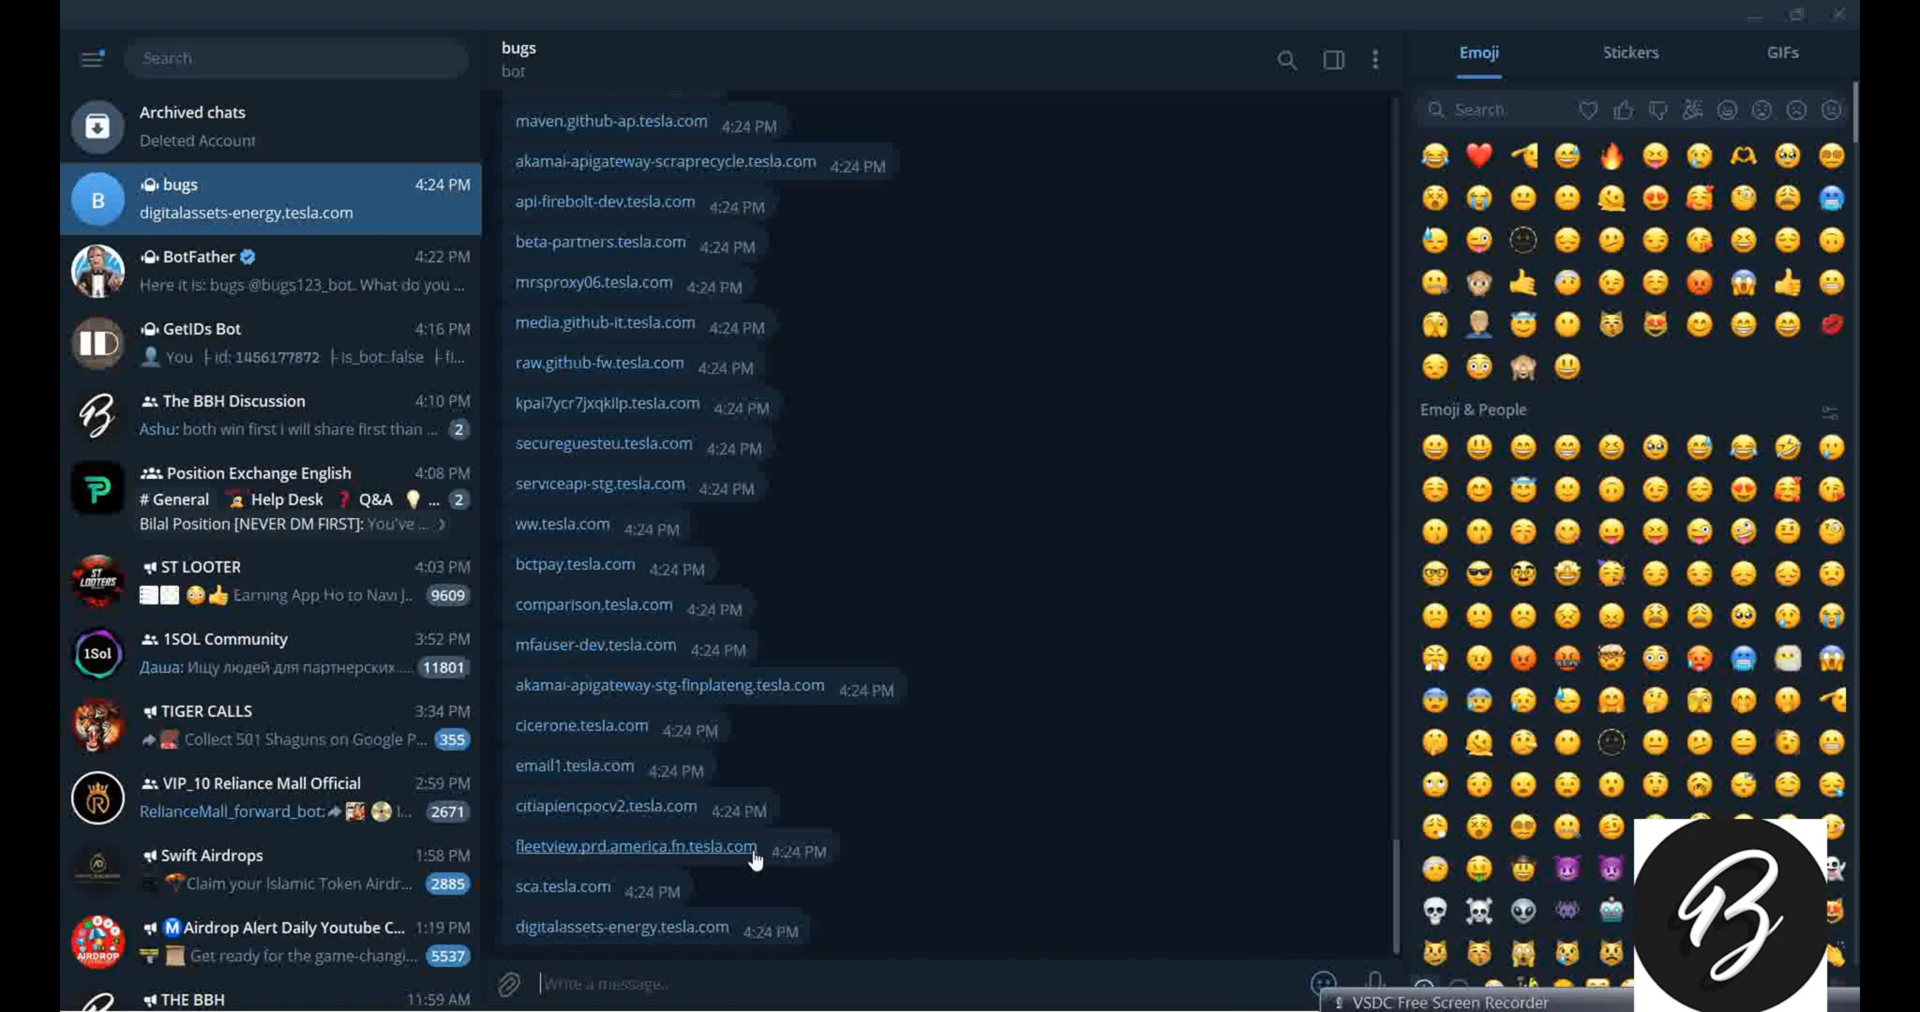 Search
Archived chats
Deleted Account
bugs 4:24 PM
digitalassets-energy.tesla.com
BotFather 4:22 PM
Here it is: bugs @bugs123_bot. What do you ...
GetIDs Bot 4:16 PM
You ├ id: 1456177872 ├ is_bot: false ├ fi...
The BBH Discussion 4:10 PM
Ashu: both win first i will share first than ... 2
Position Exchange English 4:08 PM
# General Help Desk ❓ Q&A 💡 ... 2
Bilal Position [NEVER DM FIRST]: You've ...
ST LOOTERS
ST LOOTER 4:03 PM
😳👍 Earning App Ho to Navi J.. 9609
1Sol
1SOL Community 3:52 PM
Даша: Ищу людей для партнерских.... 11801
TIGER CALLS 3:34 PM
Collect 501 Shaguns on Google P... 355
VIP_10 Reliance Mall Official 2:59 PM
RelianceMall_forward_bot: I... 2671
Swift Airdrops 1:58 PM
Claim your Islamic Token Airdr... 2885
AIRDROP
Ⓜ️ Airdrop Alert Daily Youtube C... 1:19 PM
Get ready for the game-changi... 5537
THE BBH 11:59 AM
bugs
bot
maven.github-ap.tesla.com 4:24 PM
akamai-apigateway-scraprecycle.tesla.com 4:24 PM
api-firebolt-dev.tesla.com 4:24 PM
beta-partners.tesla.com 4:24 PM
mrsproxy06.tesla.com 4:24 PM
media.github-it.tesla.com 4:24 PM
raw.github-fw.tesla.com 4:24 PM
kpai7ycr7jxqkilp.tesla.com 4:24 PM
secureguesteu.tesla.com 4:24 PM
serviceapi-stg.tesla.com 4:24 PM
ww.tesla.com 4:24 PM
bctpay.tesla.com 4:24 PM
comparison.tesla.com 4:24 PM
mfauser-dev.tesla.com 4:24 PM
akamai-apigateway-stg-finplateng.tesla.com 4:24 PM
cicerone.tesla.com 4:24 PM
email1.tesla.com 4:24 PM
citiapiencpocv2.tesla.com 4:24 PM
fleetview.prd.america.fn.tesla.com 4:24 PM
sca.tesla.com 4:24 PM
digitalassets-energy.tesla.com 4:24 PM
Write a message...
Emoji Stickers GIFs
Search
Emoji & People
B
VSDC Free Screen Recorder